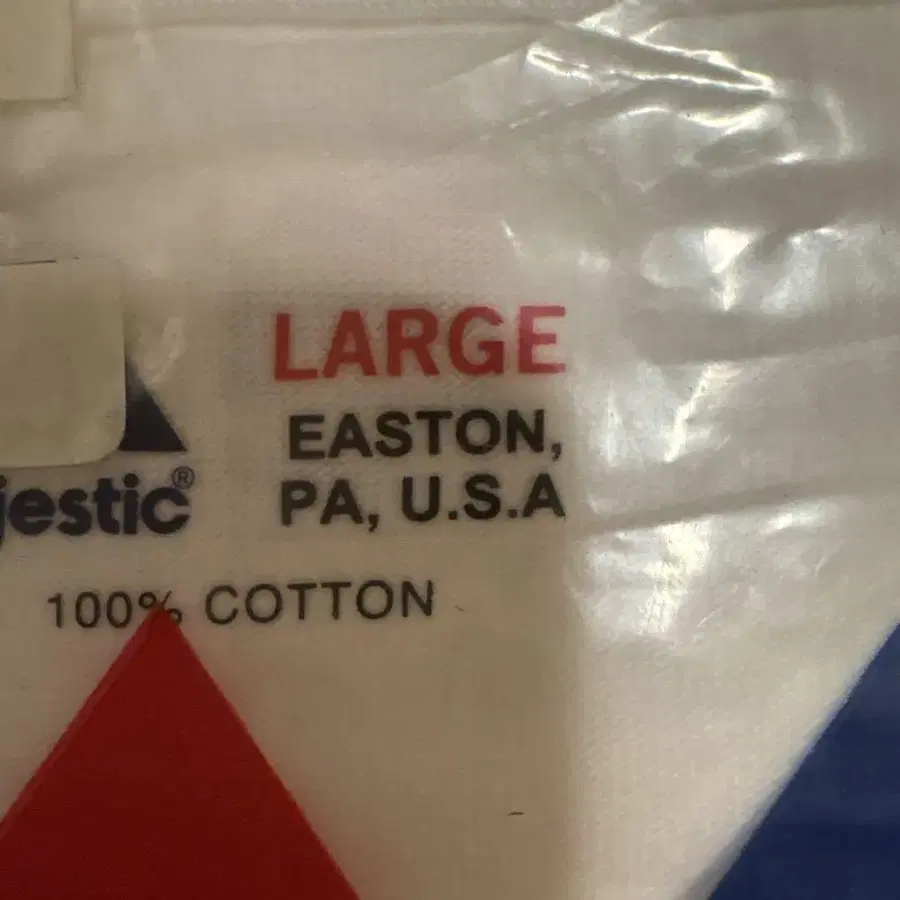 LARGE
EASTON,
PA, U.S.A
jestic®
100% COTTON